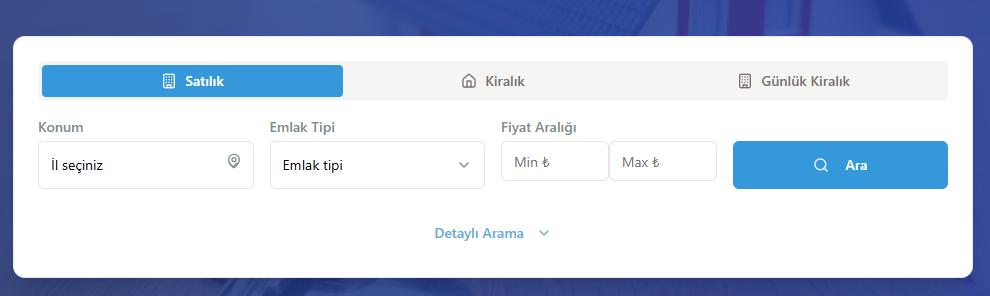 Satılık
Kiralık
Günlük Kiralık
Konum
Emlak Tipi
Fiyat Aralığı
İl seçiniz
Emlak tipi
Min ₺
Max ₺
Ara
Detaylı Arama